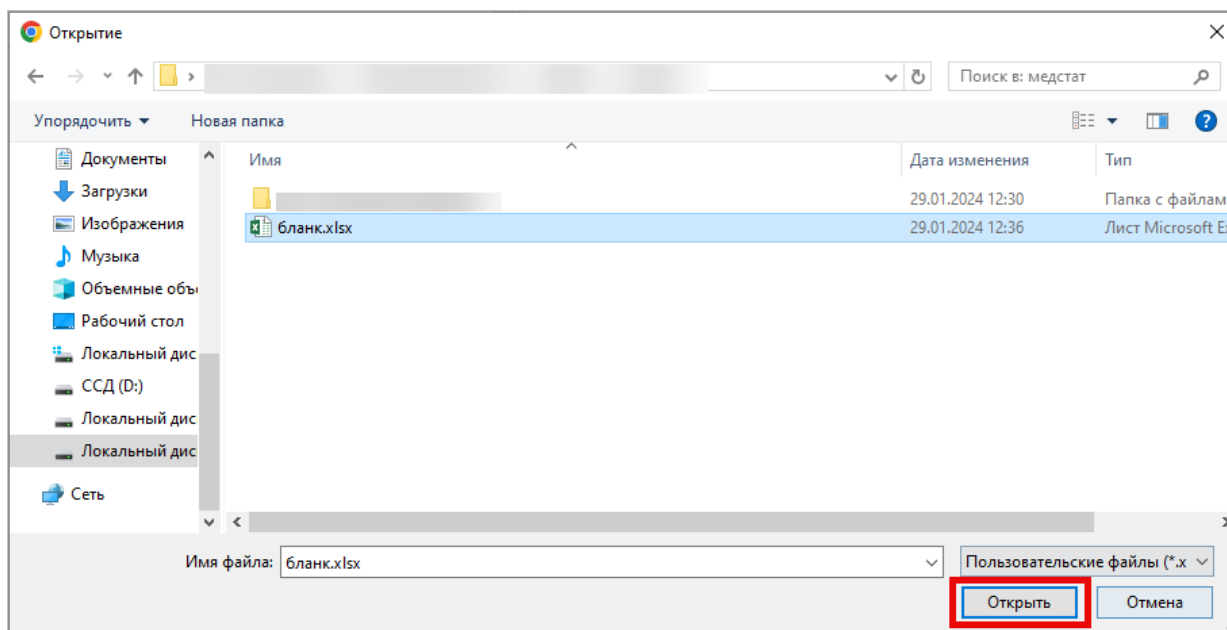 Открытие
Поиск в: медстат
Упорядочить Новая папка
Имя Дата изменения Тип
Документы
Загрузки
Изображения
Музыка
Объемные объ
Рабочий стол
Локальный дис
ССД (D:)
Локальный дис
Локальный дис
Сеть
29.01.2024 12:30 Папка с файлам
бланк.xlsx 29.01.2024 12:36 Лист Microsoft E
Имя файла: бланк.xlsx Пользовательские файлы (*.x
Открыть Отмена